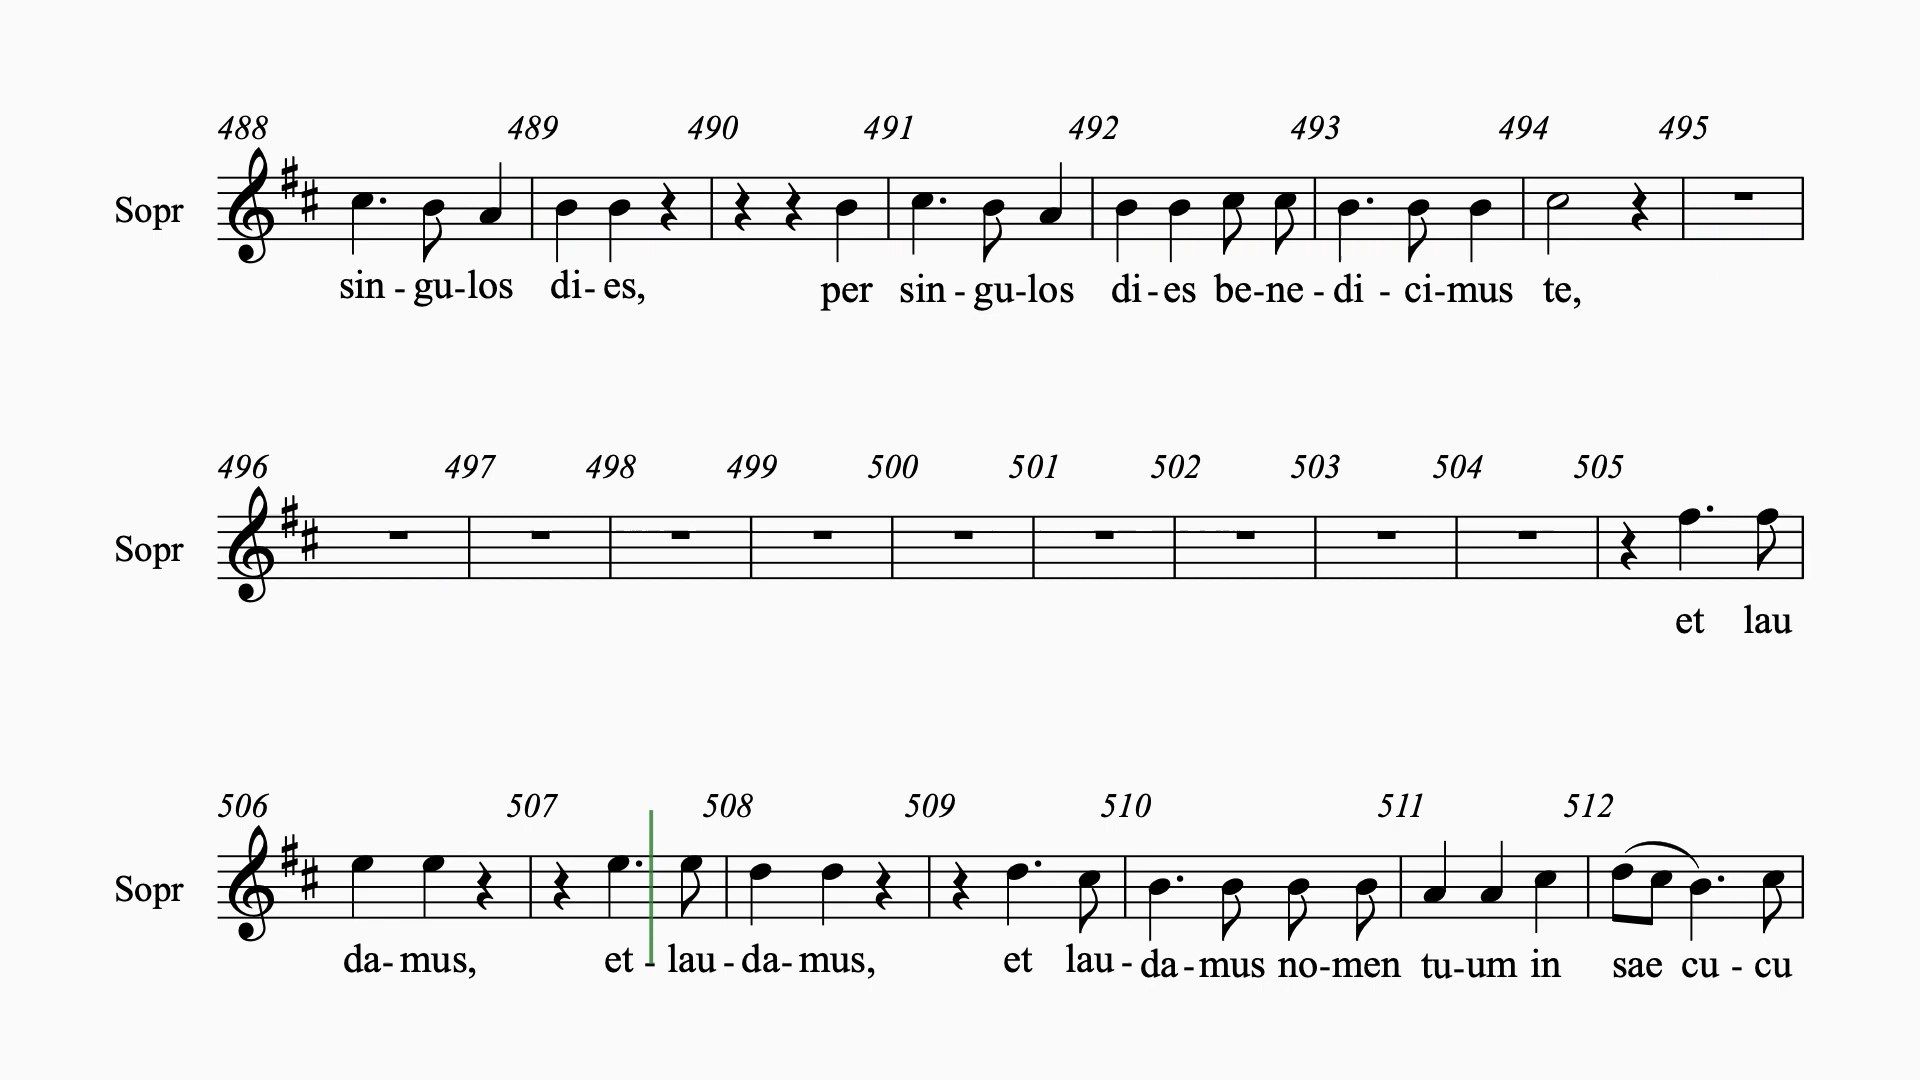 488 489 490 491 492 493 494 495
Sopr
sin - gu-los di- es, per sin - gu-los di-es be-ne - di - ci-mus te,
496 497 498 499 500 501 502 503 504 505
Sopr
et lau
506 507 508 509 510 511 512
Sopr
da- mus, et - lau - da- mus, et lau - da - mus no-men tu-um in sae cu - cu